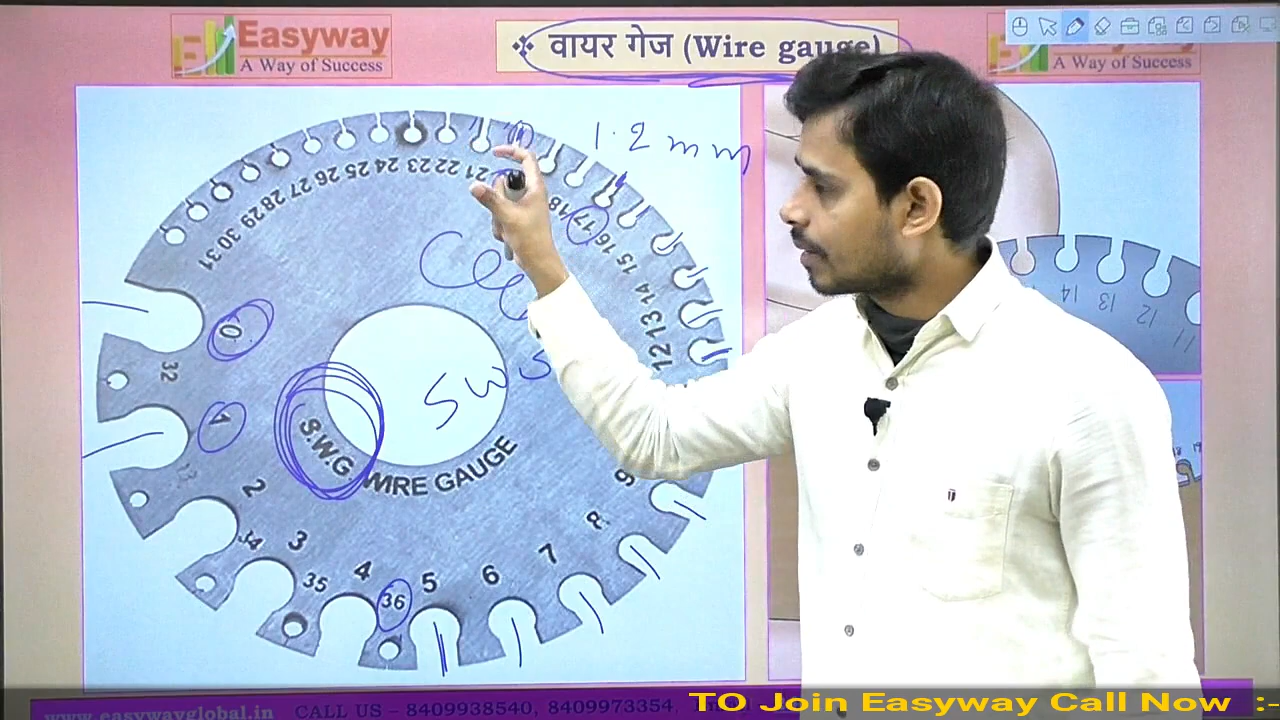 Easyway
A Way of Success
❖ वायर गेज (Wire gauge)
Easyway
A Way of Success
1.2 mm
31 30 29 28 27 26 25 24 23 22 21
18 17 16 15 14 13 12
0
32
1
2
34
3
35
4
36
5
6
7
8
9
S.W.G. WIRE GAUGE
SW
14 13 12 11
www.easywayglobal.in
CALL US – 8409938540, 8409973354,
TO Join Easyway Call Now :-